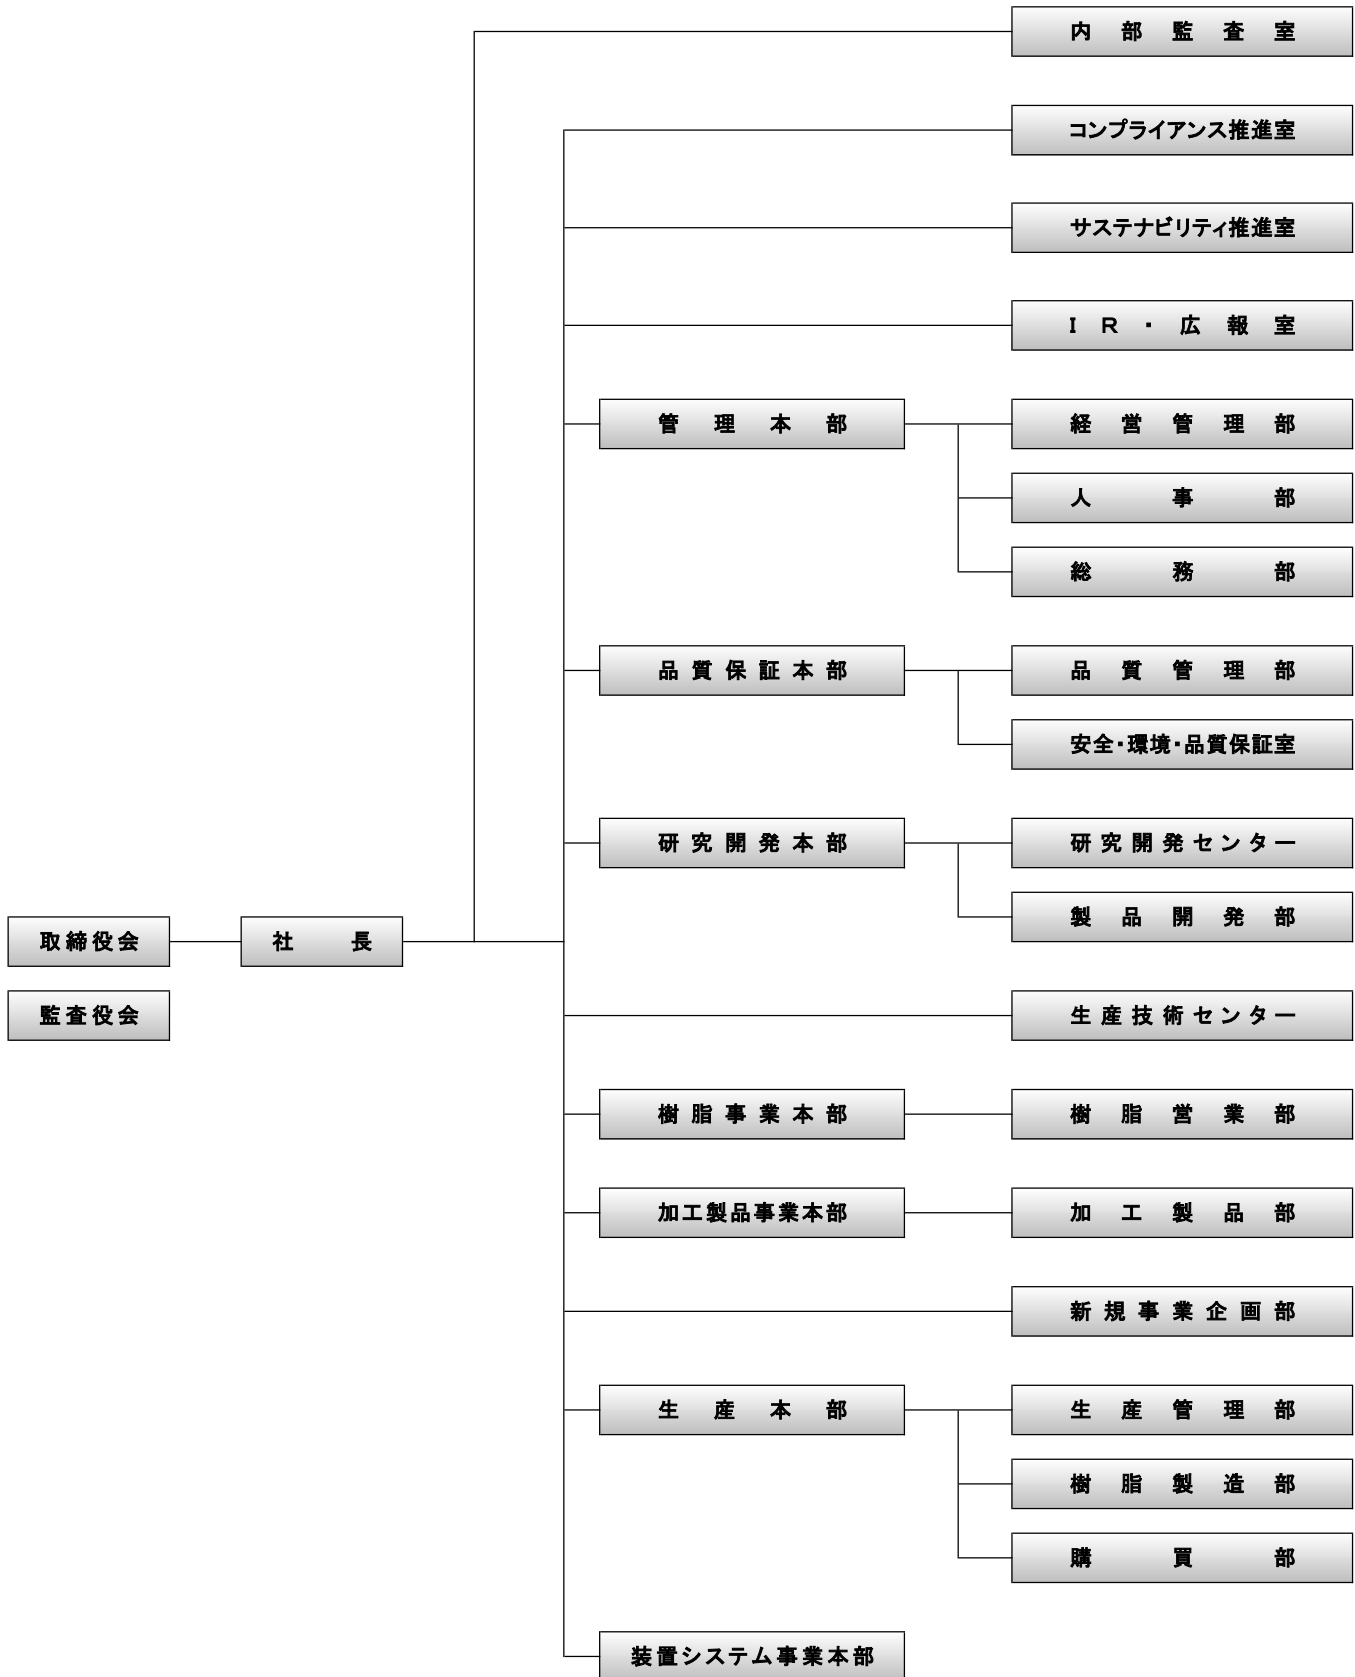 内部監査室
コンプライアンス推進室
サステナビリティ推進室
ＩＲ・広報室
管理本部
経営管理部
人事部
総務部
品質保証本部
品質管理部
安全・環境・品質保証室
研究開発本部
研究開発センター
製品開発部
取締役会
社長
監査役会
生産技術センター
樹脂事業本部
樹脂営業部
加工製品事業本部
加工製品部
新規事業企画部
生産本部
生産管理部
樹脂製造部
購買部
装置システム事業本部